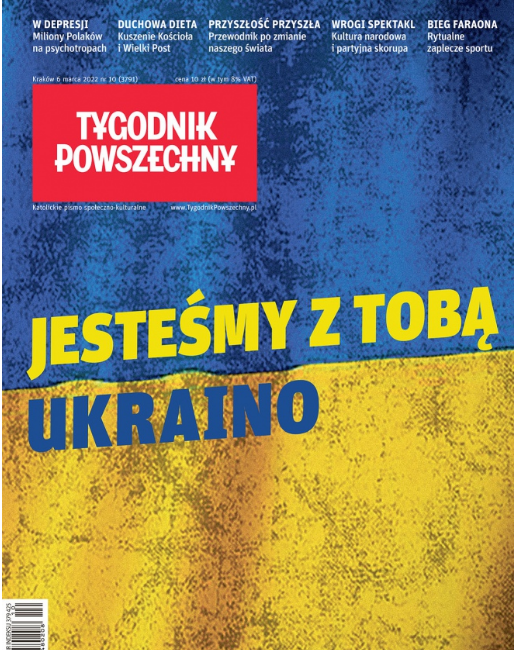 W DEPRESJI
Miliony Polaków
na psychotropach
DUCHOWA DIETA
Kuszenie Kościoła
i Wielki Post
PRZYSZŁOŚĆ PRZYSZŁA
Przewodnik po zmianie
naszego świata
WROGI SPEKTAKL
Kultura narodowa
i partyjna skorupa
BIEG FARAONA
Rytualne
zaplecze sportu
Kraków 6 marca 2022 nr 10 (3791)
cena 10 zł (w tym 8% VAT)
TYGODNIK
POWSZECHNY
Katolickie pismo społeczno-kulturalne
www.TygodnikPowszechny.pl
JESTEŚMY Z TOBĄ
UKRAINO